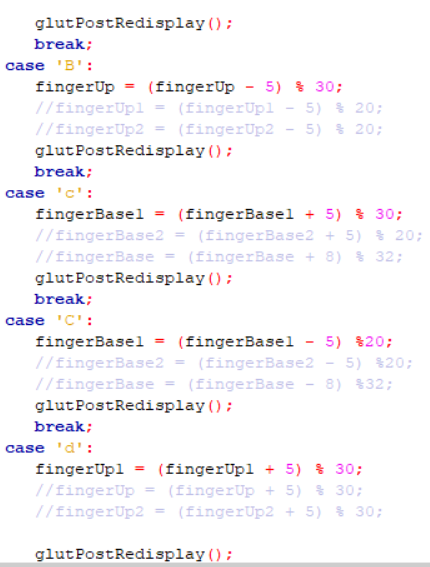 glutPostRedisplay();
break;
case 'B':
fingerUp = (fingerUp - 5) % 30;
//fingerUp1 = (fingerUp1 - 5) % 20;
//fingerUp2 = (fingerUp2 - 5) % 20;
glutPostRedisplay();
break;
case 'c':
fingerBase1 = (fingerBase1 + 5) % 30;
//fingerBase2 = (fingerBase2 + 5) % 20;
//fingerBase = (fingerBase + 8) % 32;
glutPostRedisplay();
break;
case 'C':
fingerBase1 = (fingerBase1 - 5) %20;
//fingerBase2 = (fingerBase2 - 5) %20;
//fingerBase = (fingerBase - 8) %32;
glutPostRedisplay();
break;
case 'd':
fingerUp1 = (fingerUp1 + 5) % 30;
//fingerUp = (fingerUp + 5) % 30;
//fingerUp2 = (fingerUp2 + 5) % 30;
glutPostRedisplay();